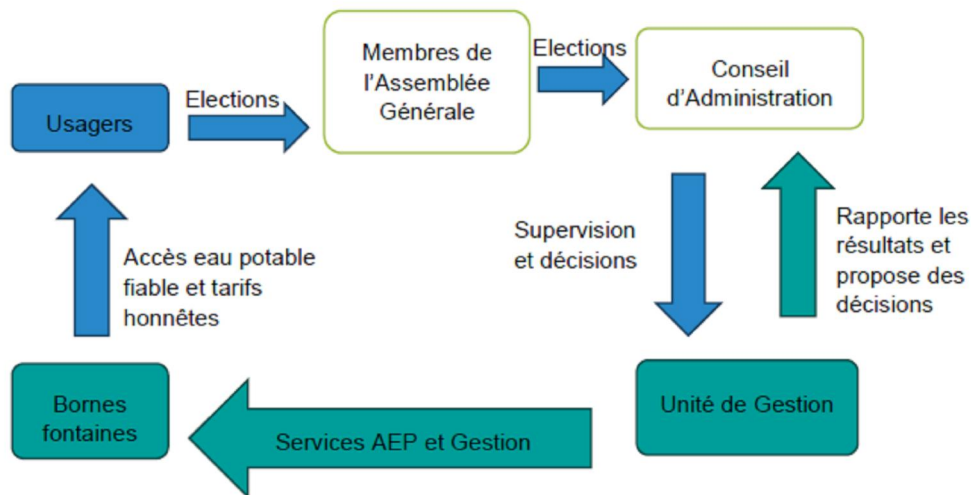 Usagers
Elections
Membres de
l'Assemblée
Générale
Elections
Conseil
d'Administration
Supervision
et décisions
Rapporte les
résultats et
propose des
décisions
Unité de Gestion
Services AEP et Gestion
Bornes
fontaines
Accès eau potable
fiable et tarifs
honnêtes